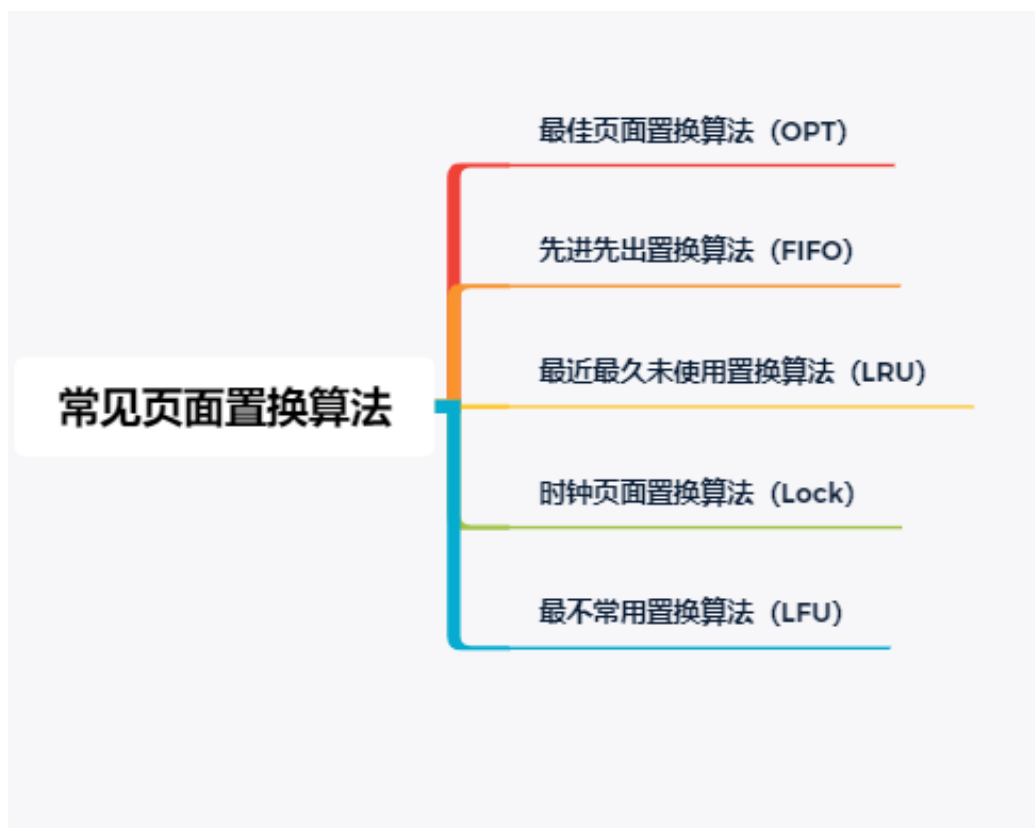 最佳页面置换算法（OPT)
先进先出置换算法（FIFO)
最近最久未使用置换算法（LRU)
常见页面置换算法
时钟页面置换算法（Lock)
最不常用置换算法（LFU)